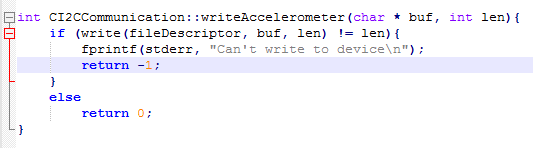 int CI2CCommunication::writeAccelerometer(char * buf, int len){
    if (write(fileDescriptor, buf, len) != len){
        fprintf(stderr, "Can't write to device\n");
        return -1;
    }
    else
        return 0;
}